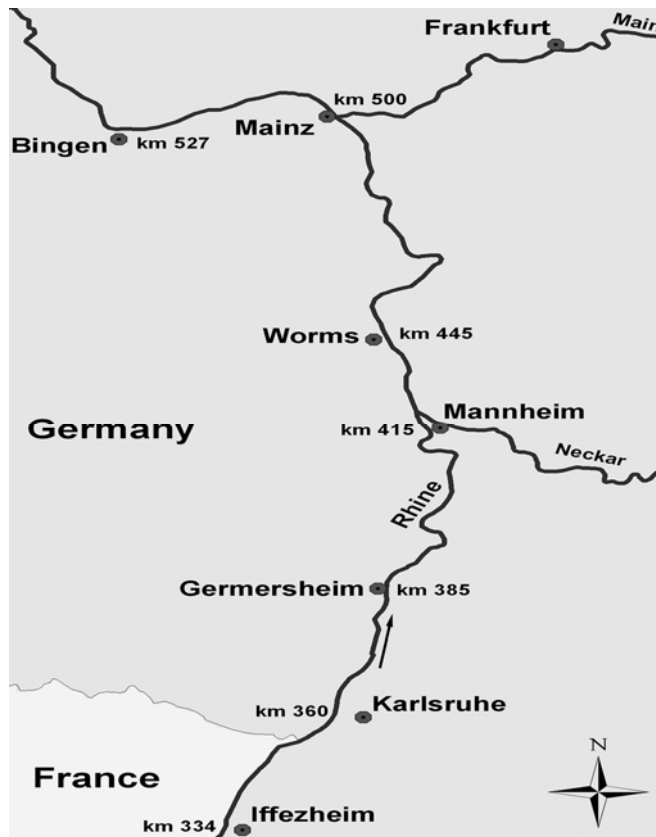 Frankfurt
Main
km 500
Mainz
Bingen
km 527
Worms
km 445
Germany
Mannheim
km 415
Neckar
Rhine
Germersheim
km 385
km 360
Karlsruhe
N
France
Iffezheim
km 334